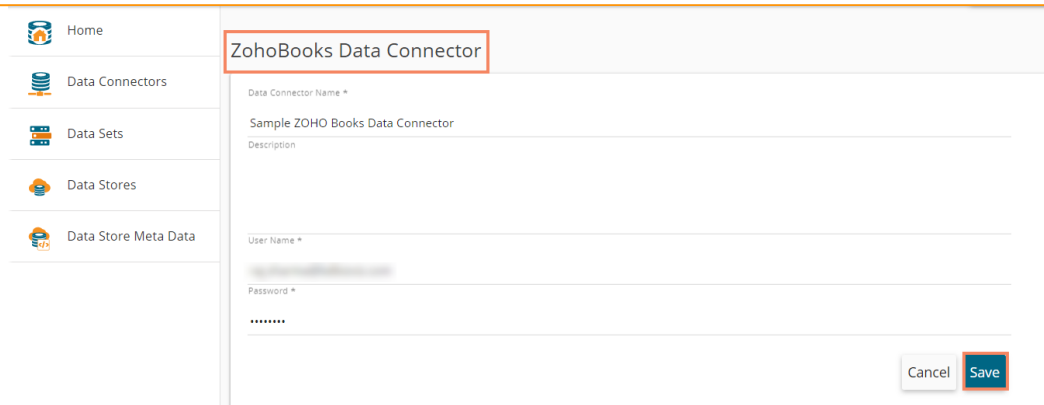 Home
Data Connectors
Data Sets
Data Stores
Data Store Meta Data
ZohoBooks Data Connector
Data Connector Name *
Sample ZOHO Books Data Connector
Description
User Name *
Password *
••••••••
Cancel
Save